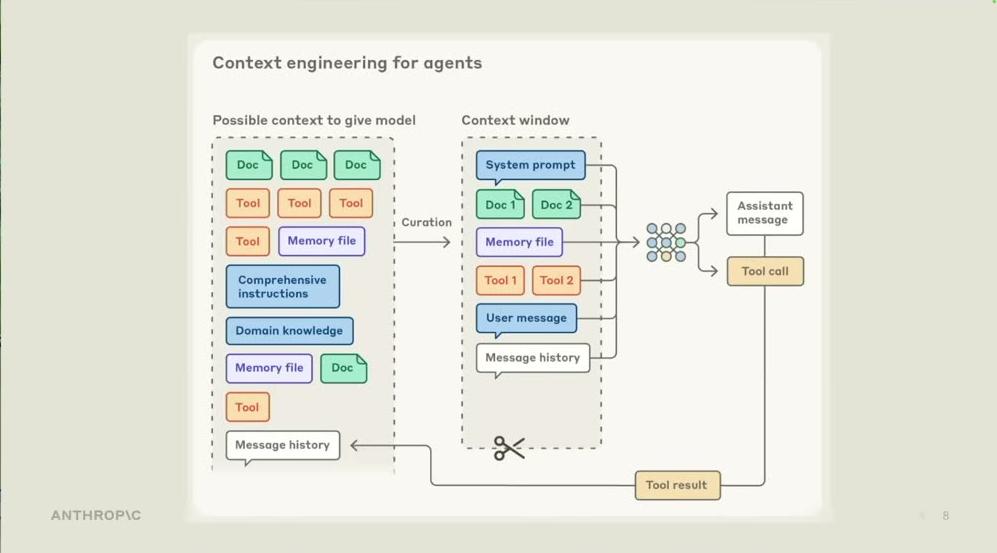 Context engineering for agents
Possible context to give model
Doc Doc Doc
Tool Tool Tool
Tool Memory file
Comprehensive
instructions
Domain knowledge
Memory file Doc
Tool
Message history
Curation
Context window
System prompt
Doc 1 Doc 2
Memory file
Tool 1 Tool 2
User message
Message history
Assistant
message
Tool call
Tool result
ANTHROP\C
8